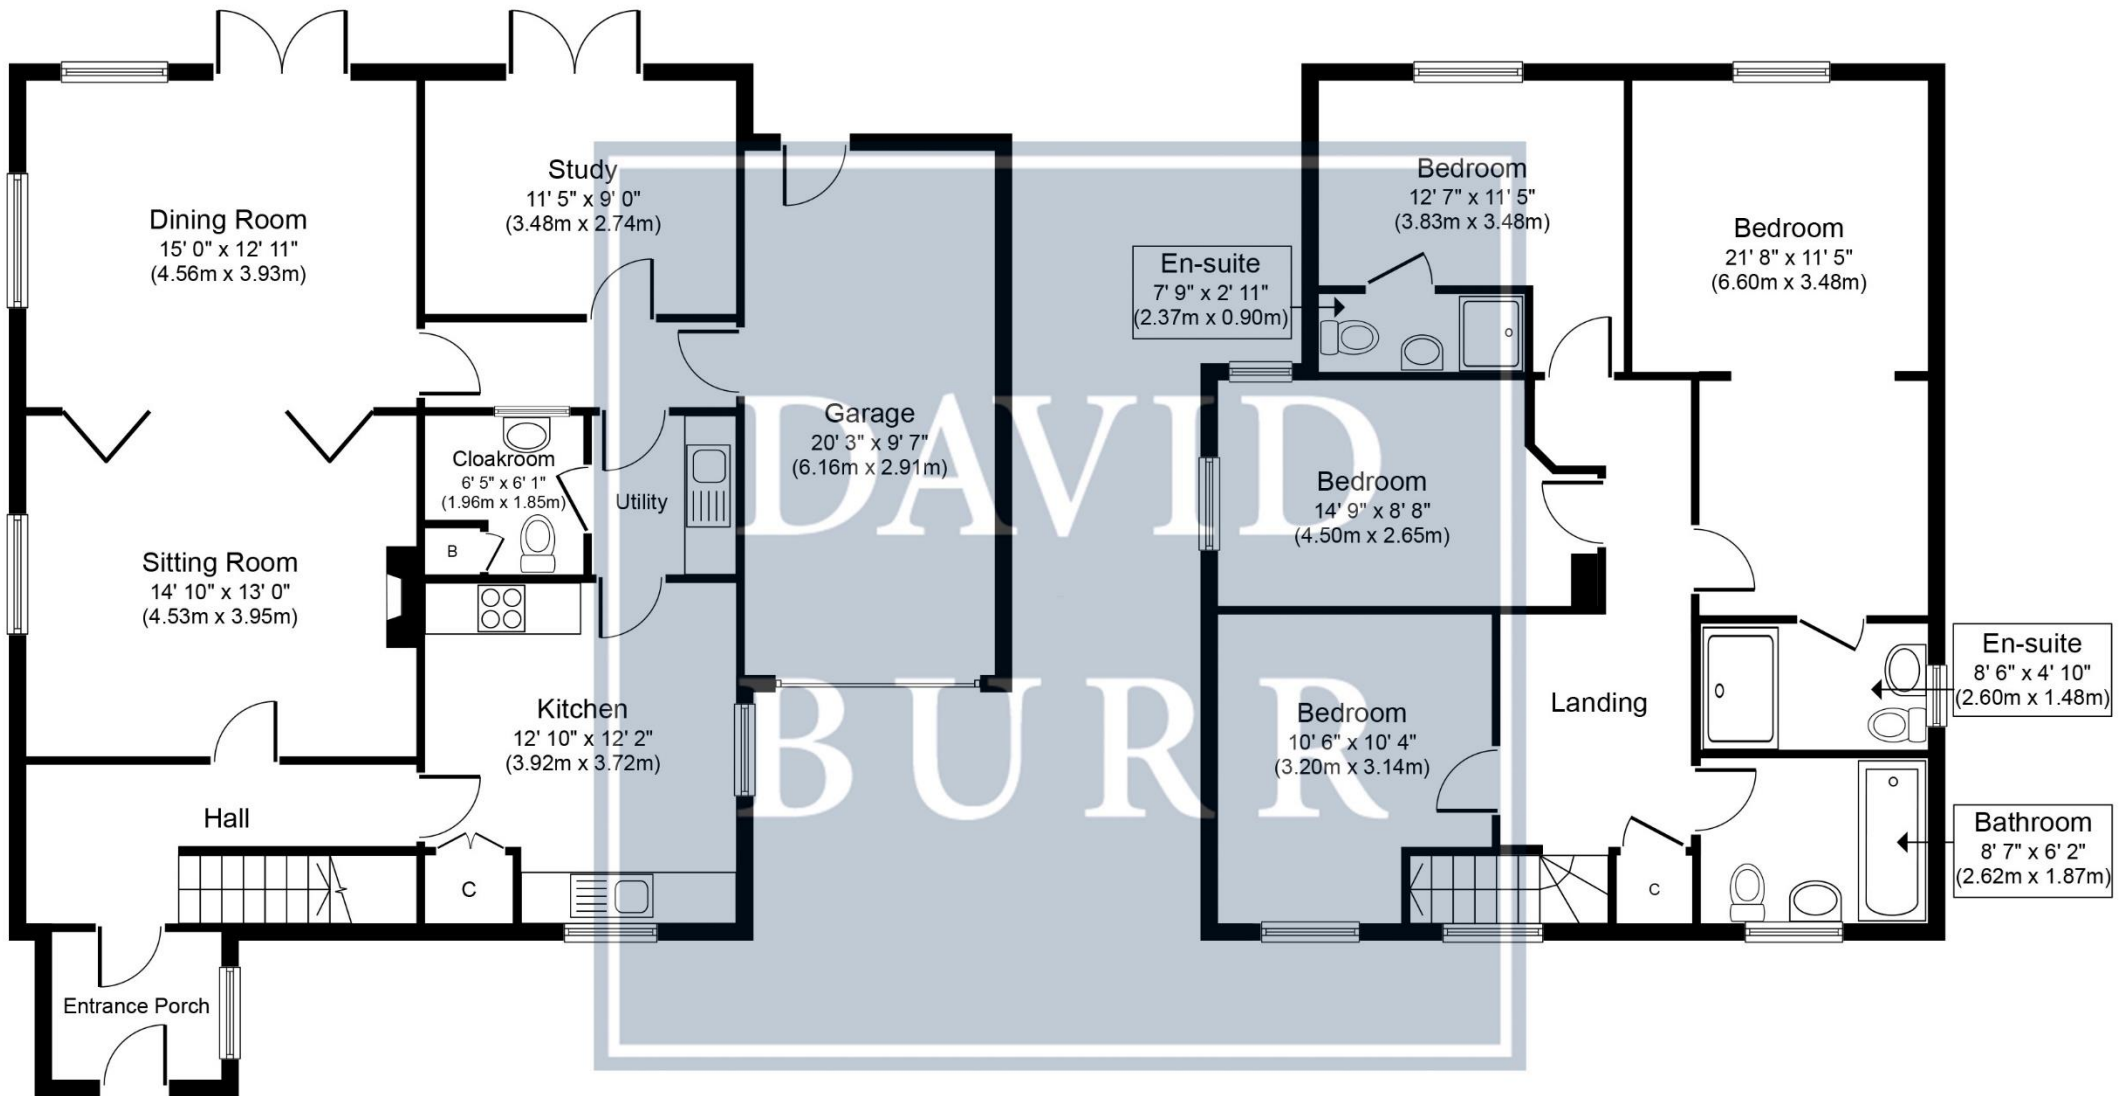 Dining Room
15' 0" x 12' 11"
(4.56m x 3.93m)
Study
11' 5" x 9' 0"
(3.48m x 2.74m)
Cloakroom
6' 5" x 6' 1"
(1.96m x 1.85m)
B
Utility
Garage
20' 3" x 9' 7"
(6.16m x 2.91m)
Sitting Room
14' 10" x 13' 0"
(4.53m x 3.95m)
Kitchen
12' 10" x 12' 2"
(3.92m x 3.72m)
Hall
C
Entrance Porch
Bedroom
12' 7" x 11' 5"
(3.83m x 3.48m)
En-suite
7' 9" x 2' 11"
(2.37m x 0.90m)
Bedroom
21' 8" x 11' 5"
(6.60m x 3.48m)
Bedroom
14' 9" x 8' 8"
(4.50m x 2.65m)
Bedroom
10' 6" x 10' 4"
(3.20m x 3.14m)
Landing
C
En-suite
8' 6" x 4' 10"
(2.60m x 1.48m)
Bathroom
8' 7" x 6' 2"
(2.62m x 1.87m)
DAVID
BURR